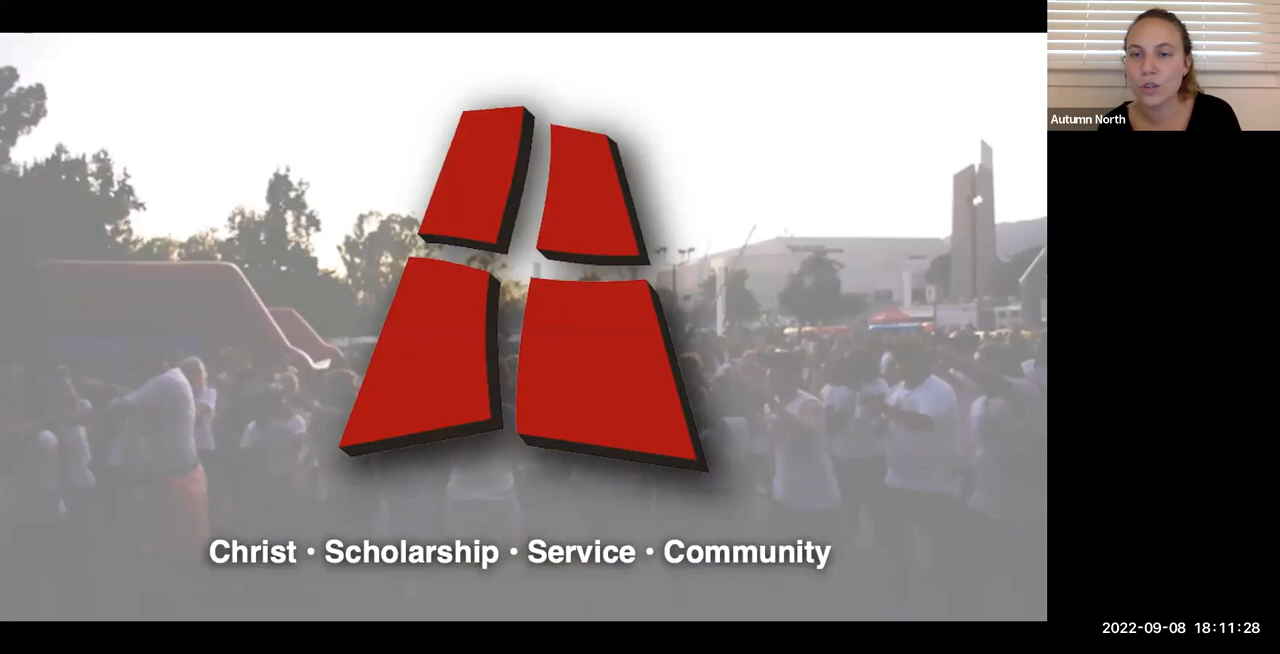 Autumn North
Christ • Scholarship • Service • Community
2022-09-08 18:11:28